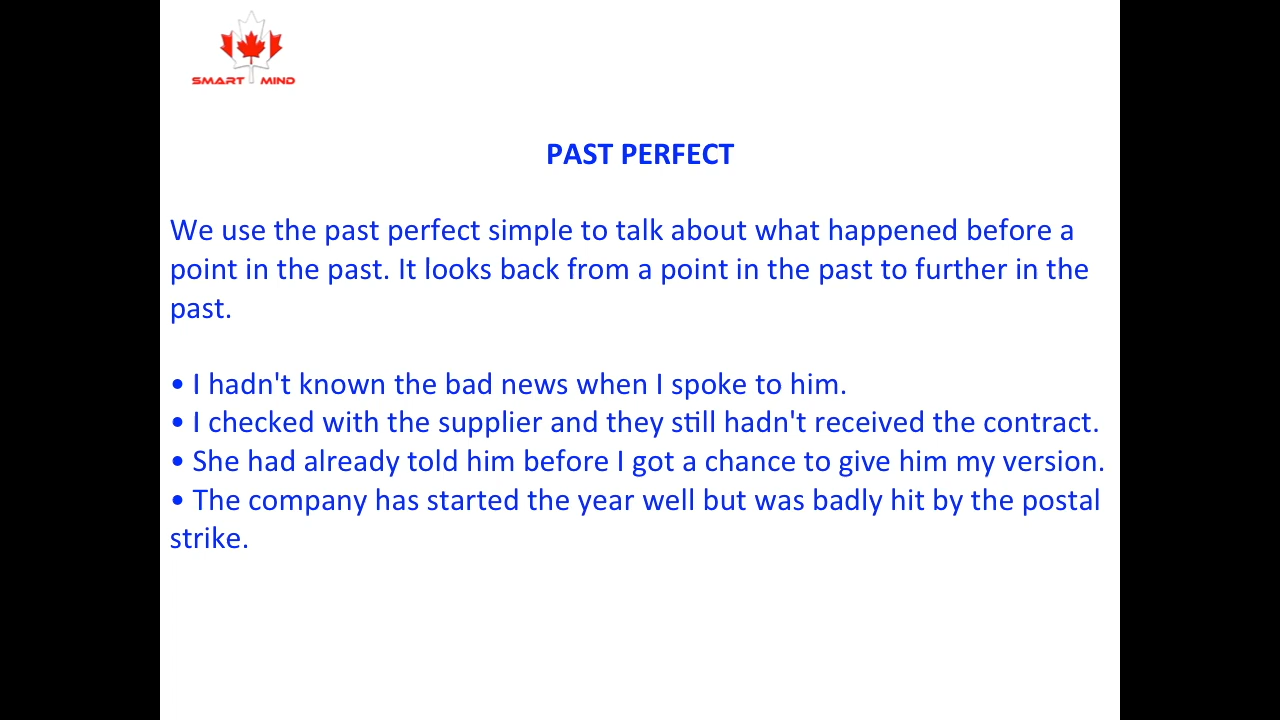 SMART MIND
PAST PERFECT
We use the past perfect simple to talk about what happened before a
point in the past. It looks back from a point in the past to further in the
past.
• I hadn't known the bad news when I spoke to him.
• I checked with the supplier and they still hadn't received the contract.
• She had already told him before I got a chance to give him my version.
• The company has started the year well but was badly hit by the postal
strike.